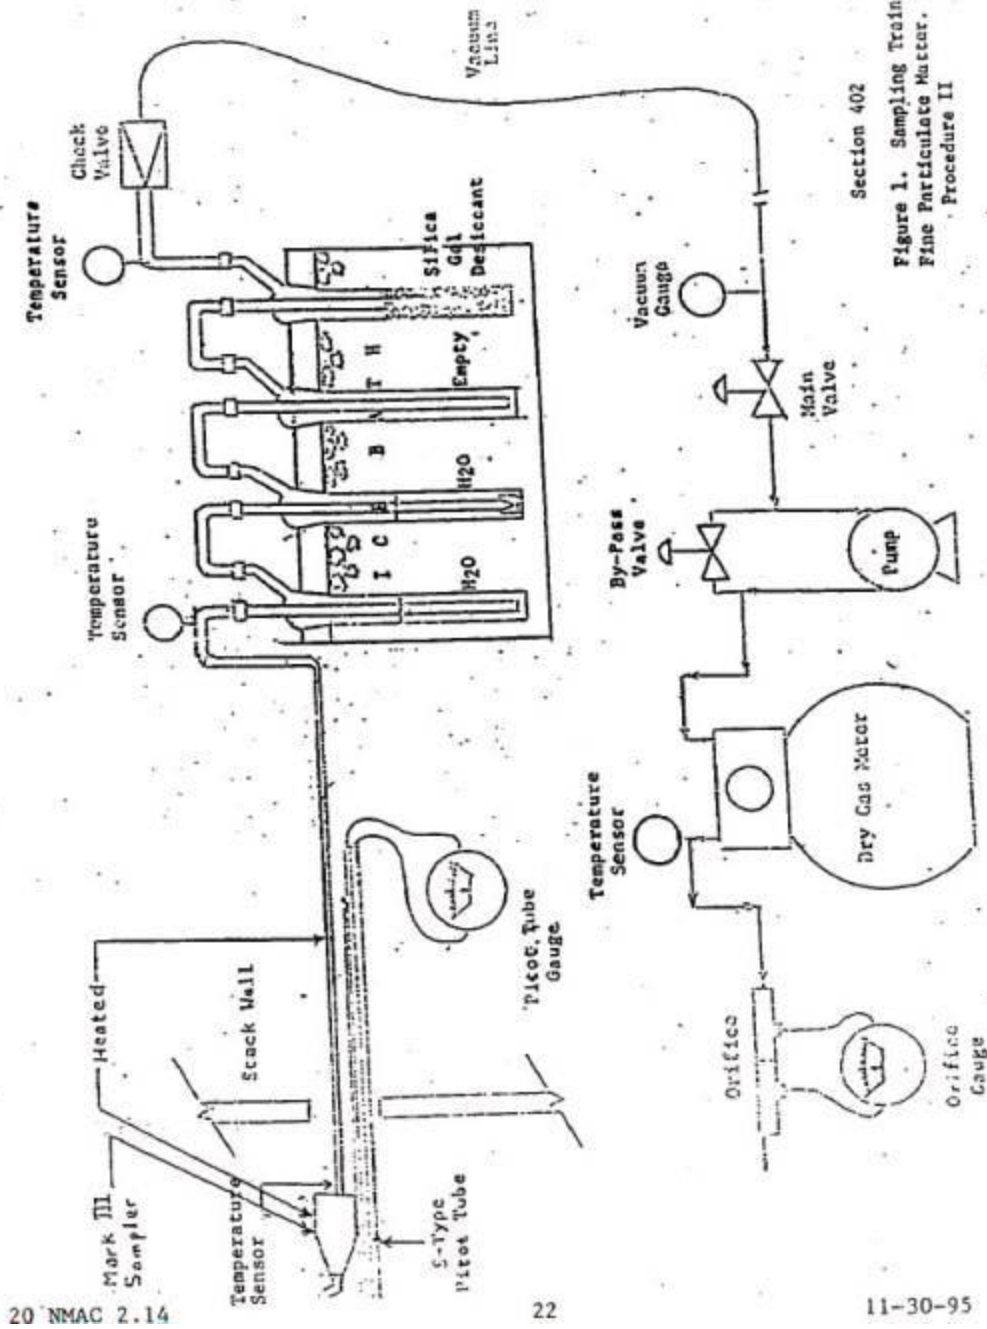 Mark III
Sampler
Heated
Temperature
Sensor
Stack Wall
S-Type
Pitot Tube
Pitot Tube
Gauge
Temperature
Sensor
Temperature
Sensor
Check
Valve
Vacuum
Line
I C E   B A T H
H2O
H2O
Empty
Silica
Gel
Desiccant
Orifice
Orifice
Gauge
Temperature
Sensor
Dry Gas Meter
By-Pass
Valve
Pump
Main
Valve
Vacuum
Gauge
Section 402
Figure 1. Sampling Train
Fine Particulate Matter.
Procedure II
20 NMAC 2.14
22
11-30-95